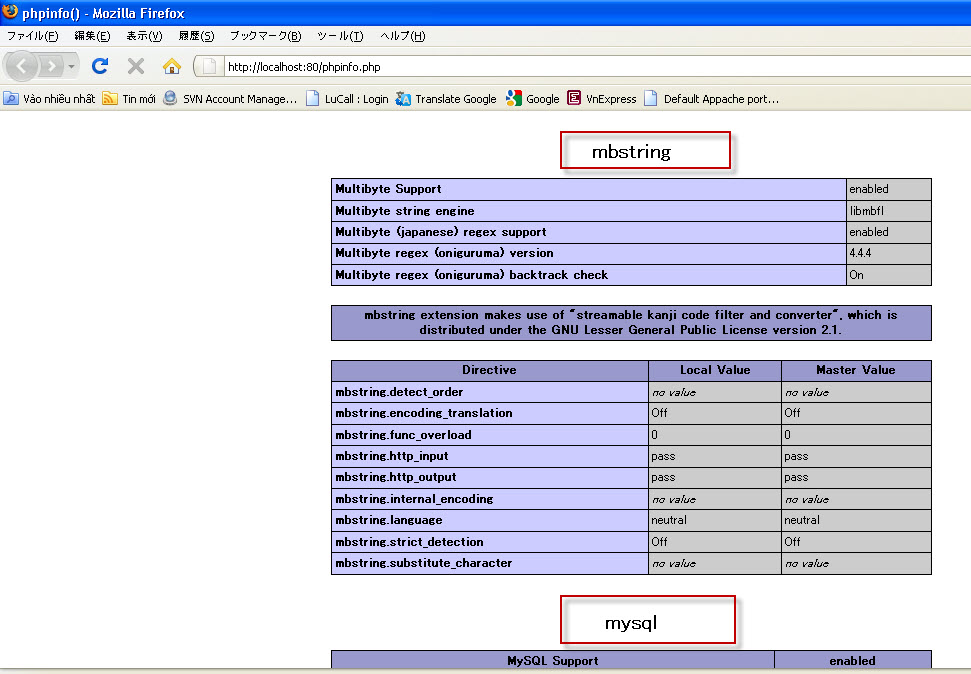 phpinfo() - Mozilla Firefox
ファイル(F) 編集(E) 表示(V) 履歴(S) ブックマーク(B) ツール(T) ヘルプ(H)
http://localhost:80/phpinfo.php
Vào nhiều nhất Tin mới SVN Account Manage... LuCall : Login Translate Google Google VnExpress Default Appache port...
mbstring
Multibyte Support enabled
Multibyte string engine libmbfl
Multibyte (japanese) regex support enabled
Multibyte regex (oniguruma) version 4.4.4
Multibyte regex (oniguruma) backtrack check On
mbstring extension makes use of "streamable kanji code filter and converter", which is
distributed under the GNU Lesser General Public License version 2.1.
Directive Local Value Master Value
mbstring.detect_order no value no value
mbstring.encoding_translation Off Off
mbstring.func_overload 0 0
mbstring.http_input pass pass
mbstring.http_output pass pass
mbstring.internal_encoding no value no value
mbstring.language neutral neutral
mbstring.strict_detection Off Off
mbstring.substitute_character no value no value
mysql
MySQL Support enabled